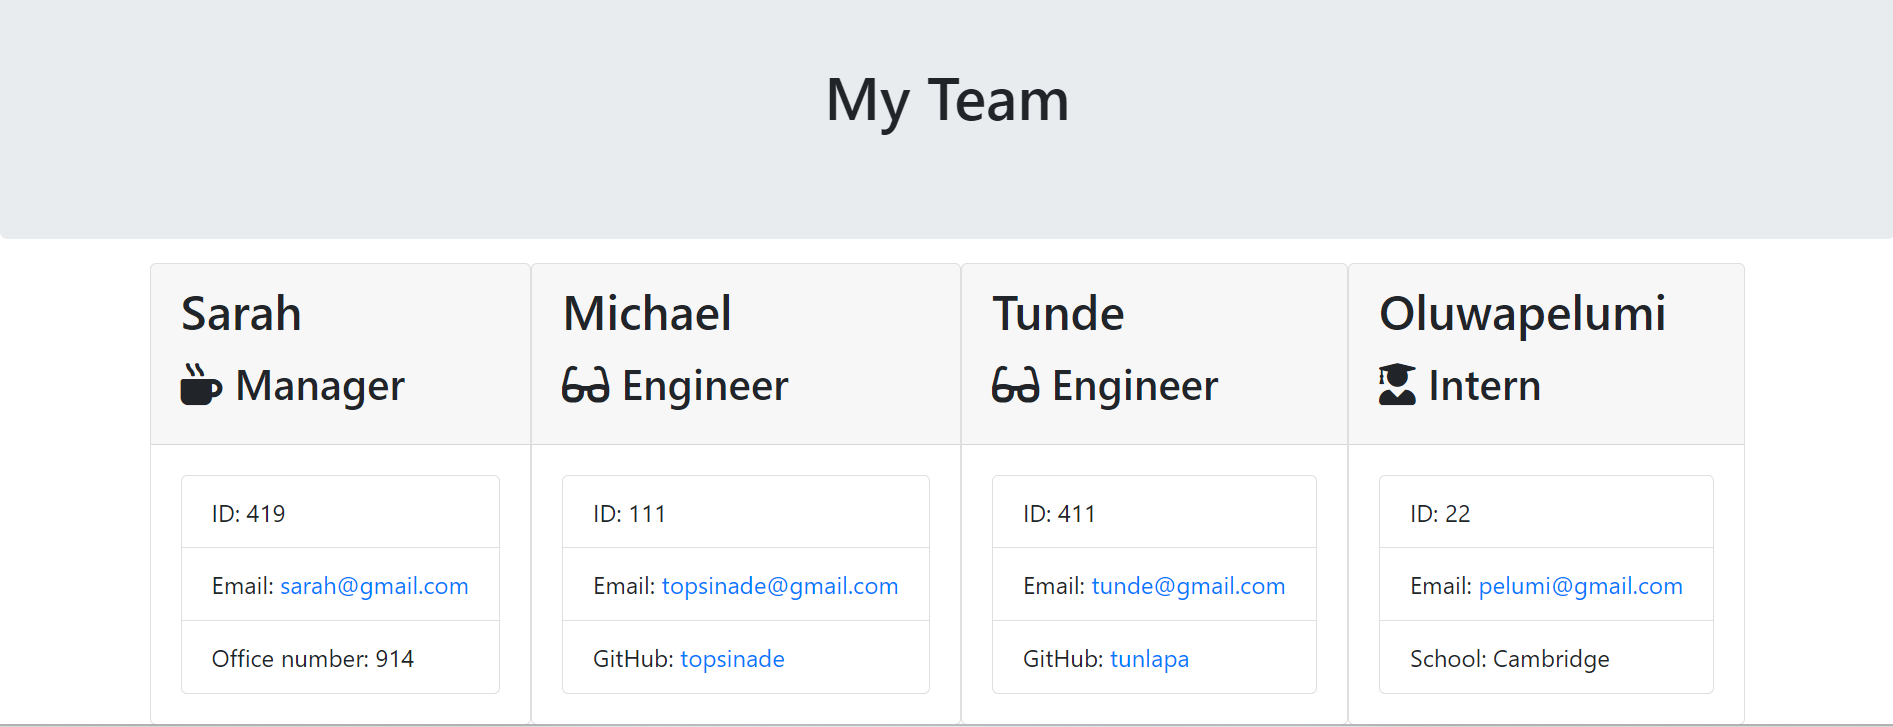 My Team
Sarah
Manager
ID: 419
Email: sarah@gmail.com
Office number: 914
Michael
Engineer
ID: 111
Email: topsinade@gmail.com
GitHub: topsinade
Tunde
Engineer
ID: 411
Email: tunde@gmail.com
GitHub: tunlapa
Oluwapelumi
Intern
ID: 22
Email: pelumi@gmail.com
School: Cambridge